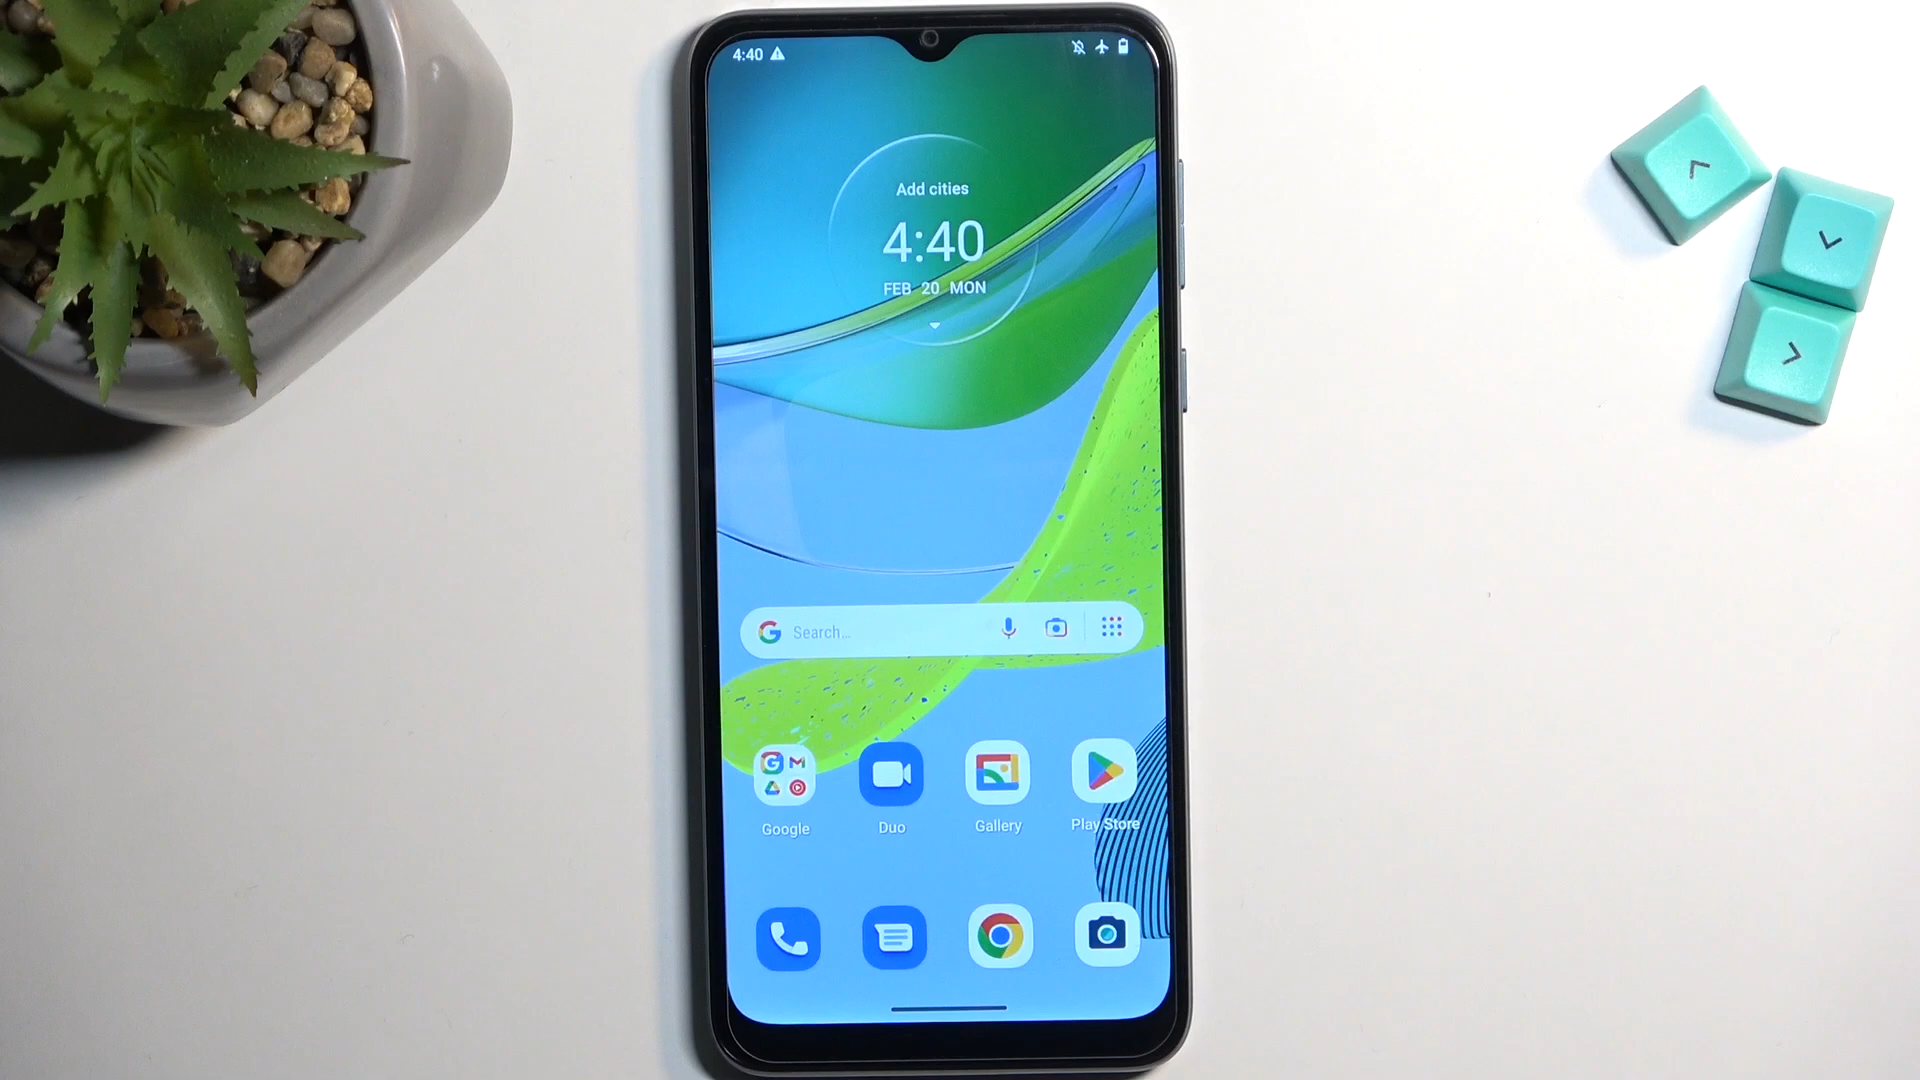 4:40
Add cities
4:40
FEB 20 MON
Search...
Google
Duo
Gallery
Play Store